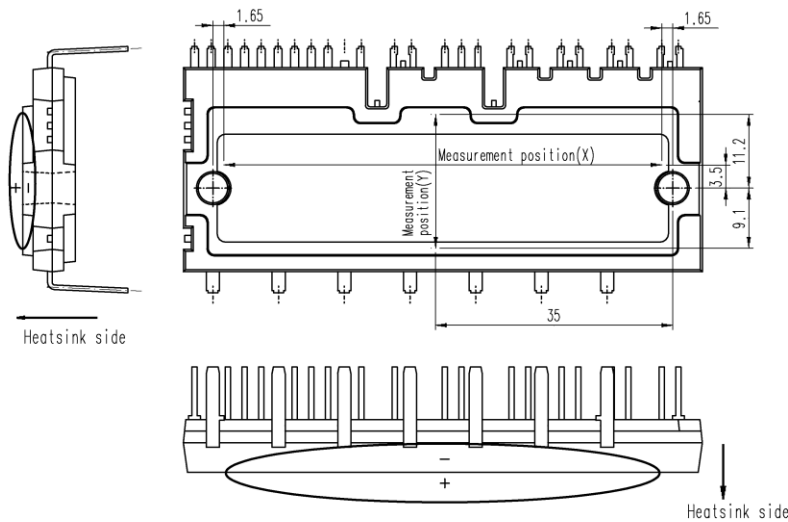 1.65
1.65
Measurement position(X)
Measurement
position(Y)
11.2
3.5
9.1
+ −
35
Heatsink side
−
+
Heatsink side